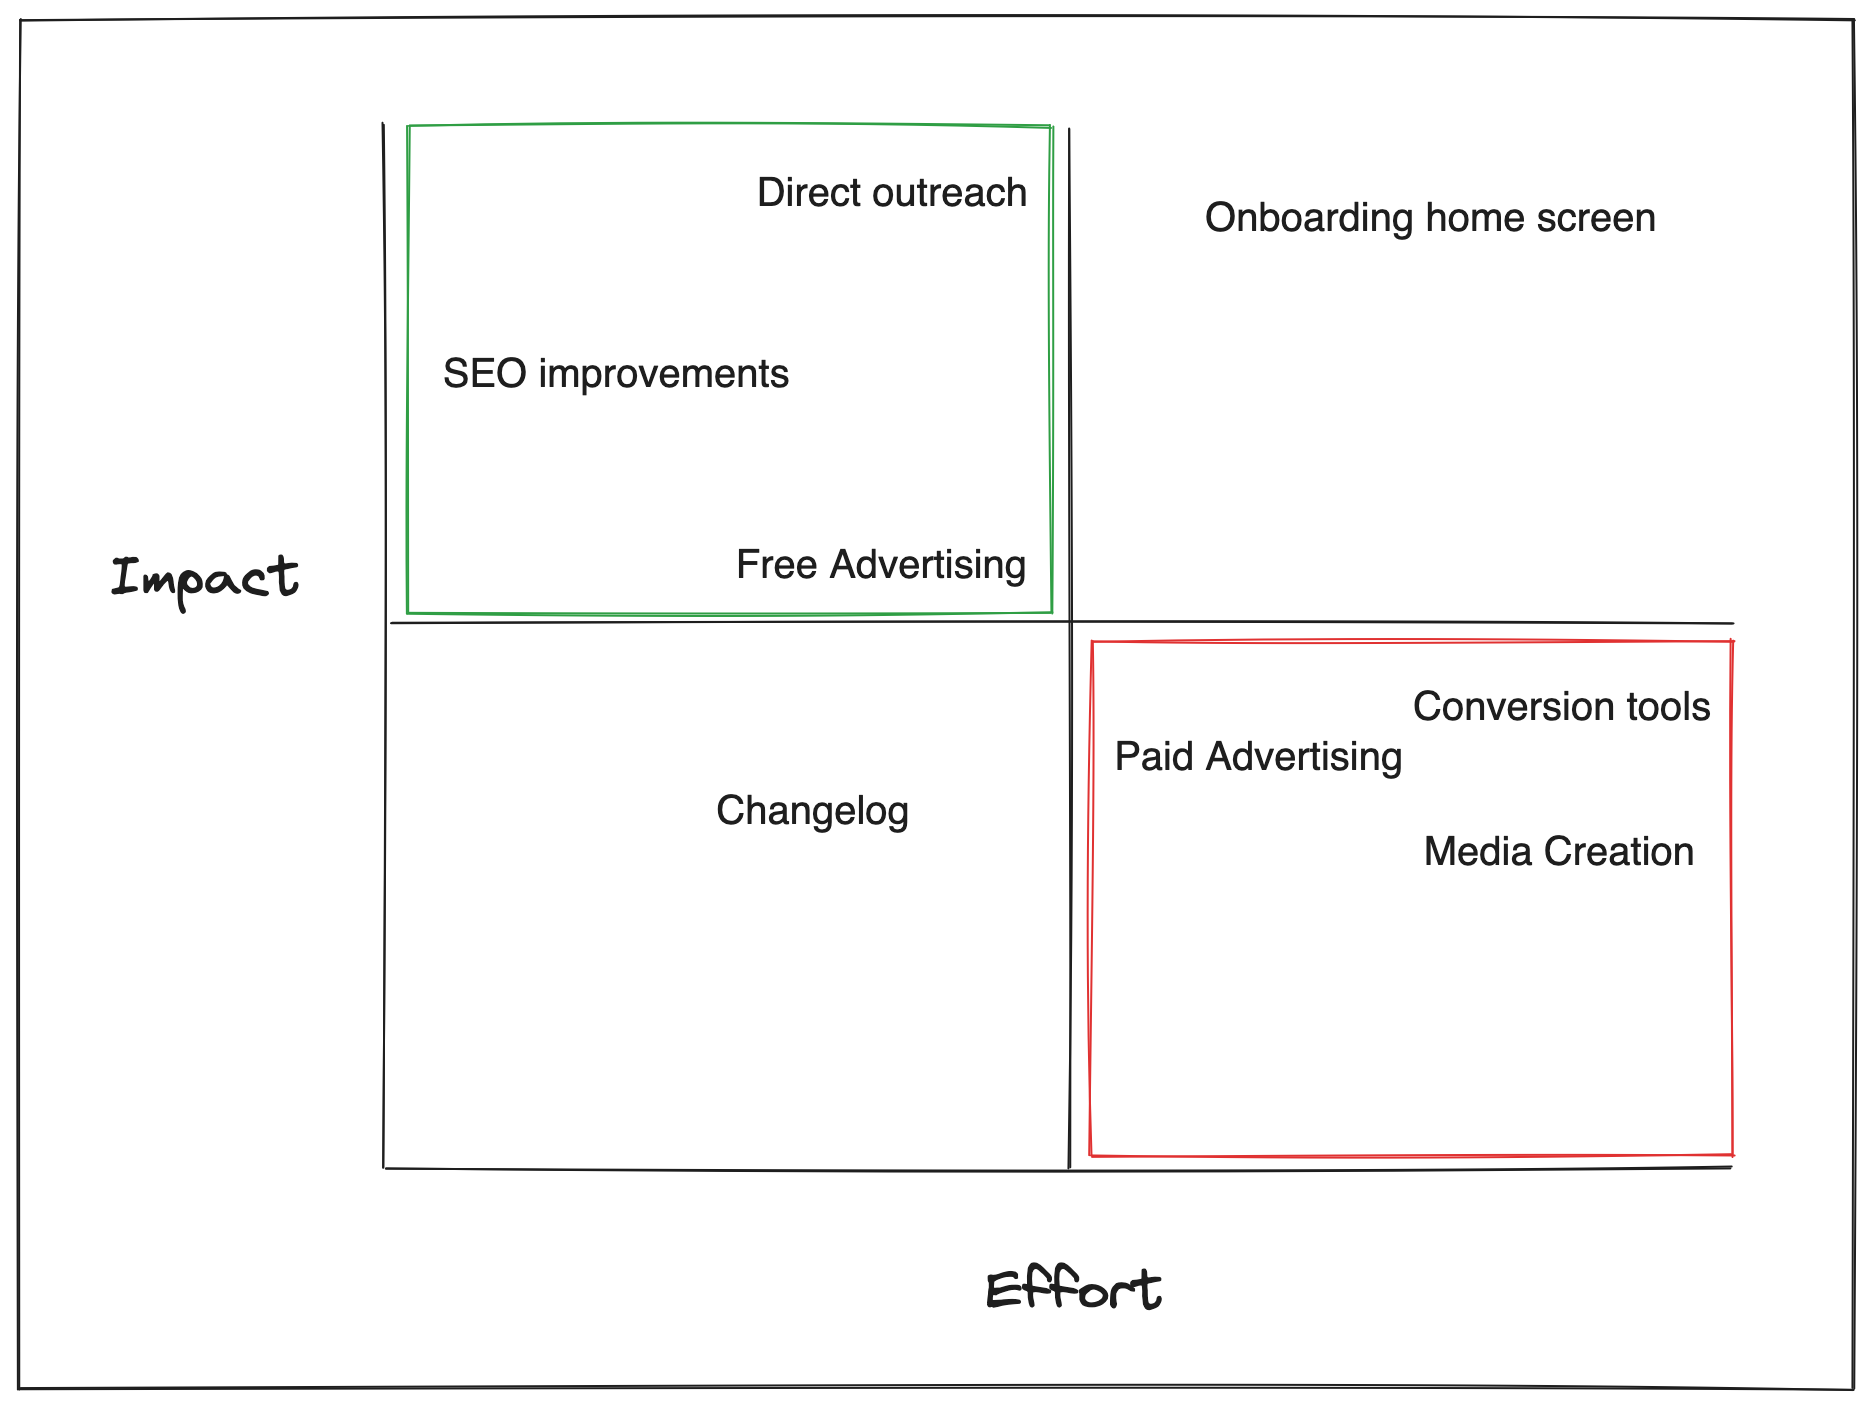 Direct outreach
Onboarding home screen
SEO improvements
Free Advertising
Impact
Conversion tools
Paid Advertising
Changelog
Media Creation
Effort